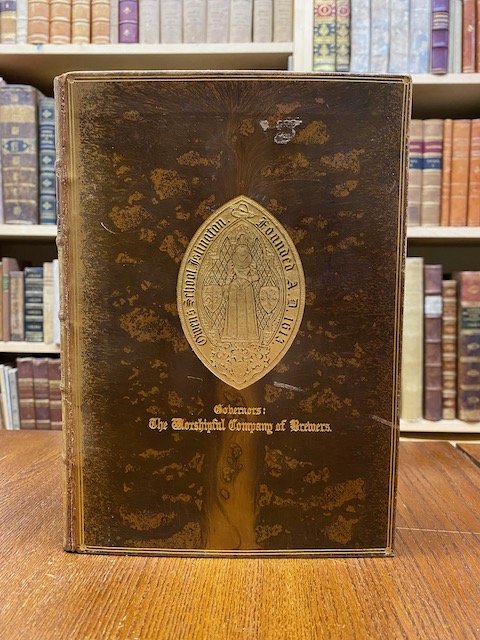 Owen's School Islington Founded A.D. 1613
Governors:
The Worshipful Company of Brewers.